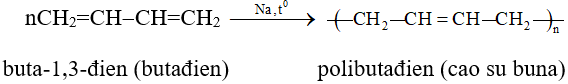 nCH₂=CH–CH=CH₂ —Na,t⁰→ –(–CH₂–CH=CH–CH₂–)–ₙ
buta-1,3-đien (butađien) polibutađien (cao su buna)